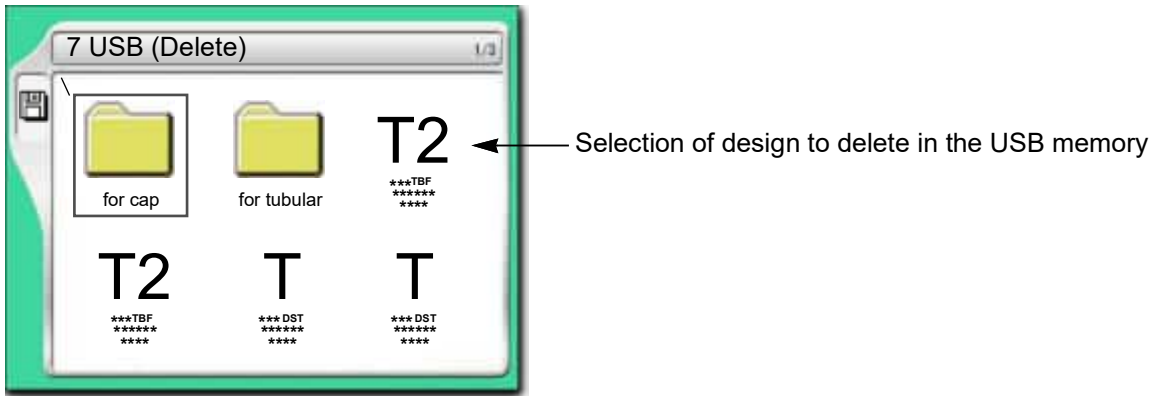 7 USB (Delete)
1/3
for cap
for tubular
T2
***TBF
******
****
Selection of design to delete in the USB memory
T2
***TBF
******
****
T
*** DST
******
****
T
*** DST
******
****